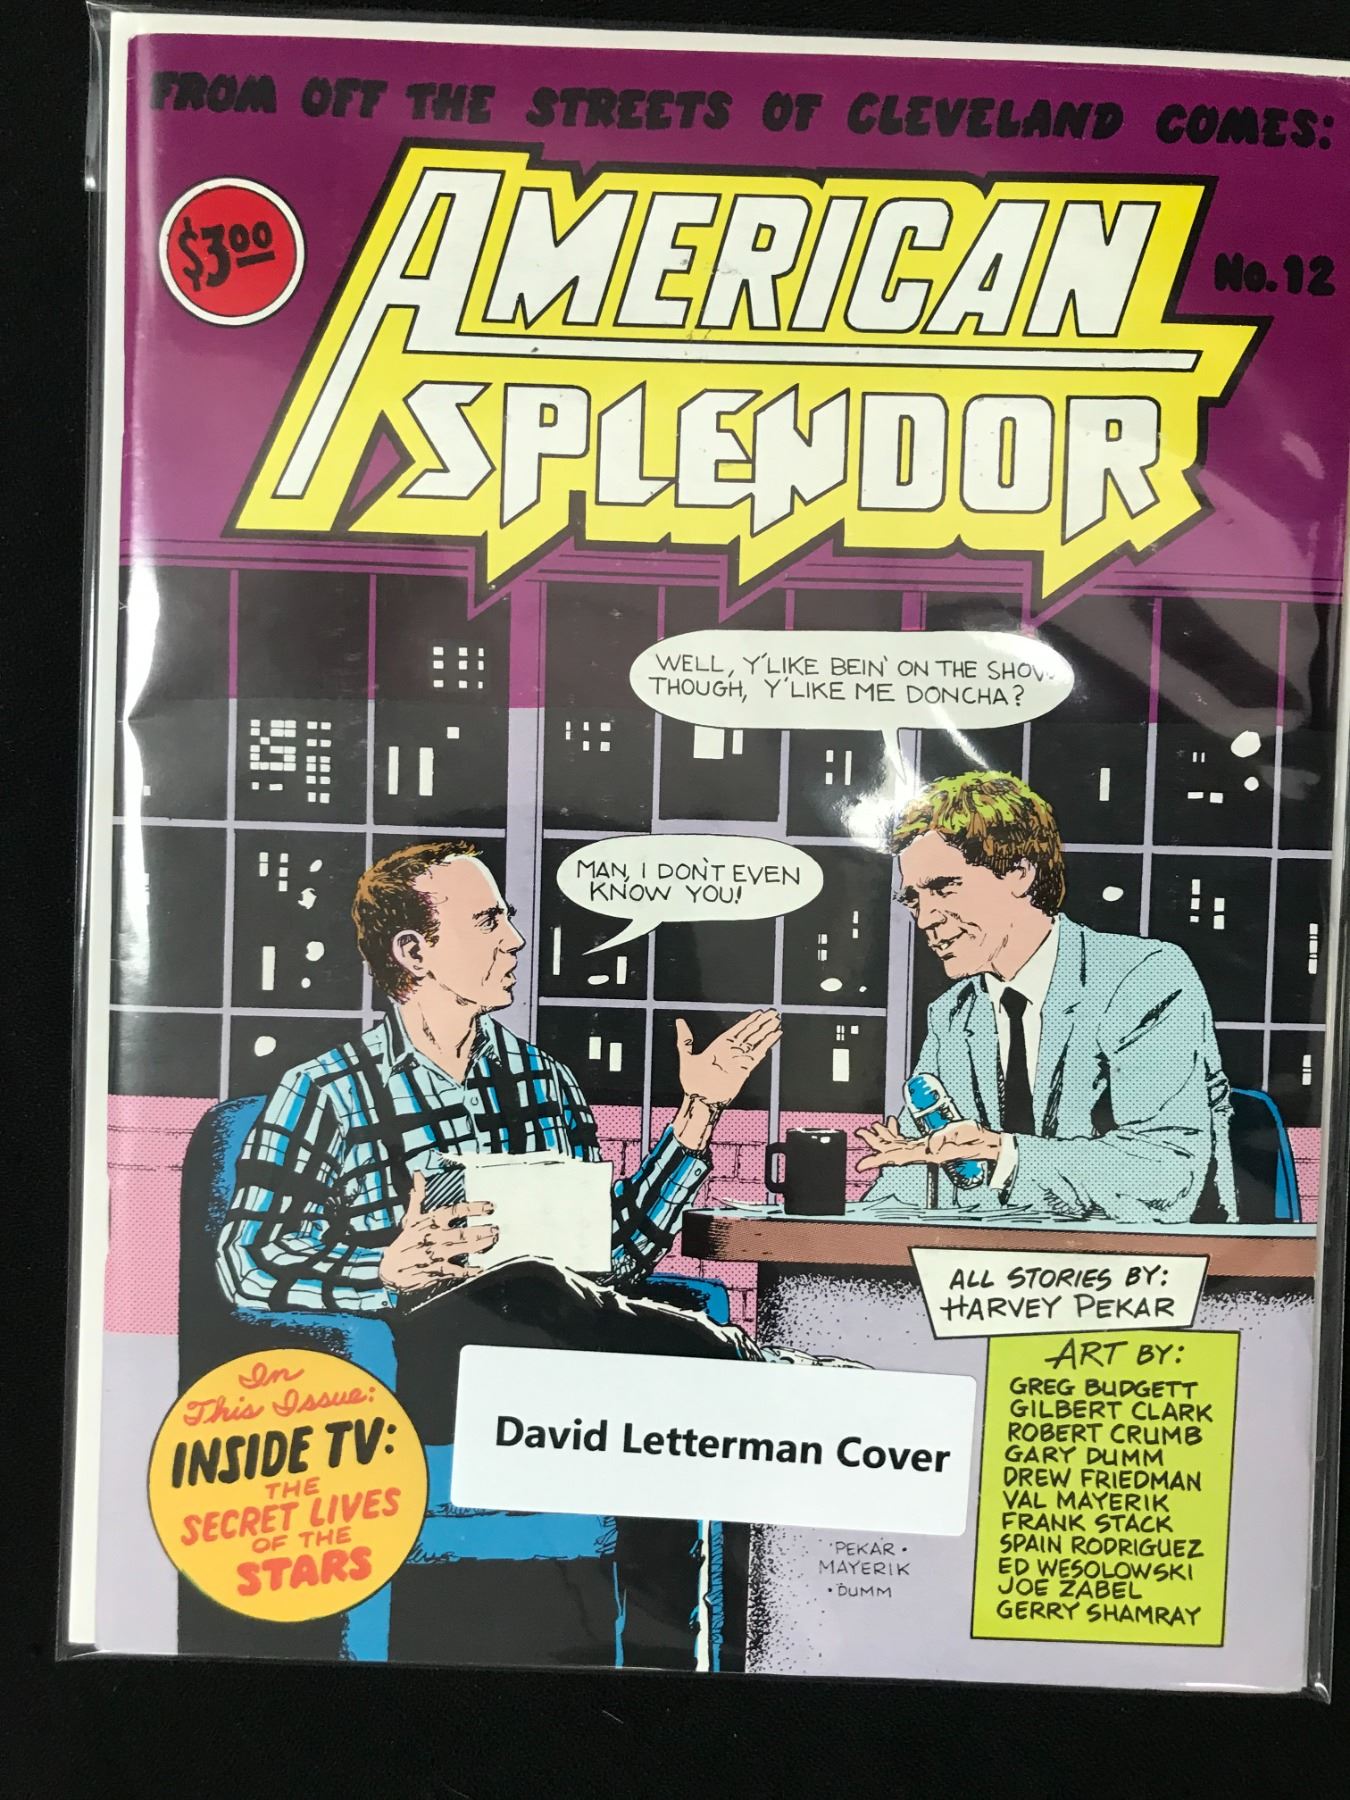 FROM OFF THE STREETS OF CLEVELAND COMES:
$3.00
AMERICAN
No. 12
SPLENDOR
WELL, Y'LIKE BEIN' ON THE SHOW
THOUGH, Y'LIKE ME DONCHA?
MAN, I DON'T EVEN
KNOW YOU!
ALL STORIES BY:
HARVEY PEKAR
ART BY:
GREG BUDGETT
GILBERT CLARK
ROBERT CRUMB
GARY DUMM
DREW FRIEDMAN
VAL MAYERIK
FRANK STACK
SPAIN RODRIGUEZ
ED WESOLOWSKI
JOE ZABEL
GERRY SHAMRAY
In
This Issue:
INSIDE TV:
THE
SECRET LIVES
OF THE
STARS
David Letterman Cover
PEKAR •
MAYERIK
• DUMM